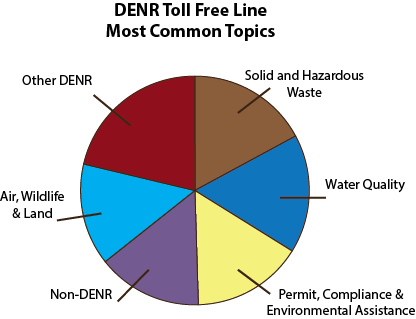 DENR Toll Free Line
Most Common Topics
Other DENR
Solid and Hazardous
Waste
Air, Wildlife
& Land
Water Quality
Non-DENR
Permit, Compliance &
Environmental Assistance